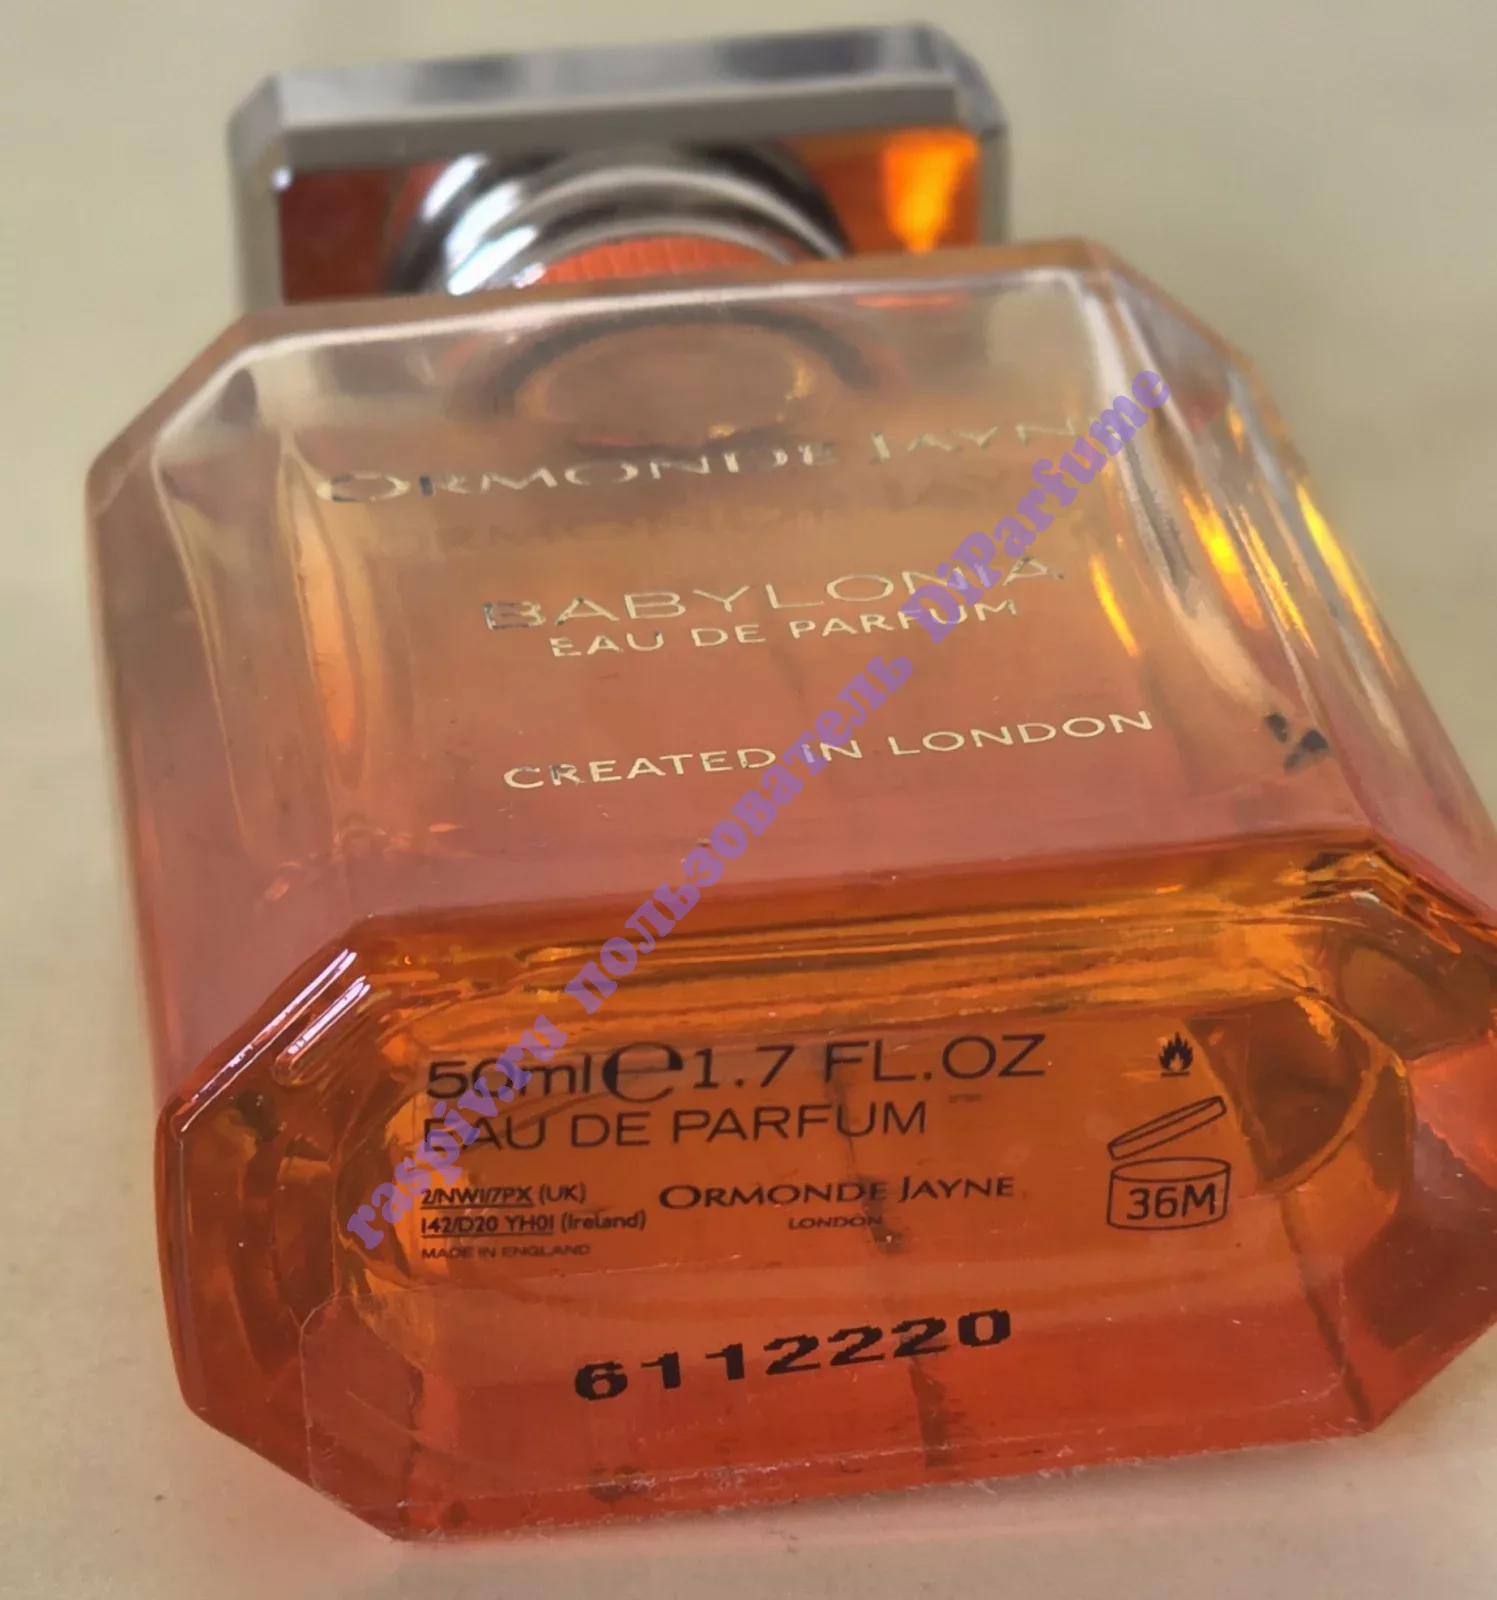 ORMONDE JAYNE
BABYLONIA
EAU DE PARFUM
CREATED IN LONDON
raspiv.ru пользователь DiParfume
50ml e 1.7 FL.OZ
EAU DE PARFUM
2/NW1/7PX (UK)
142/D20 YH01 (Ireland)
MADE IN ENGLAND
ORMONDE JAYNE
LONDON
36M
6112220